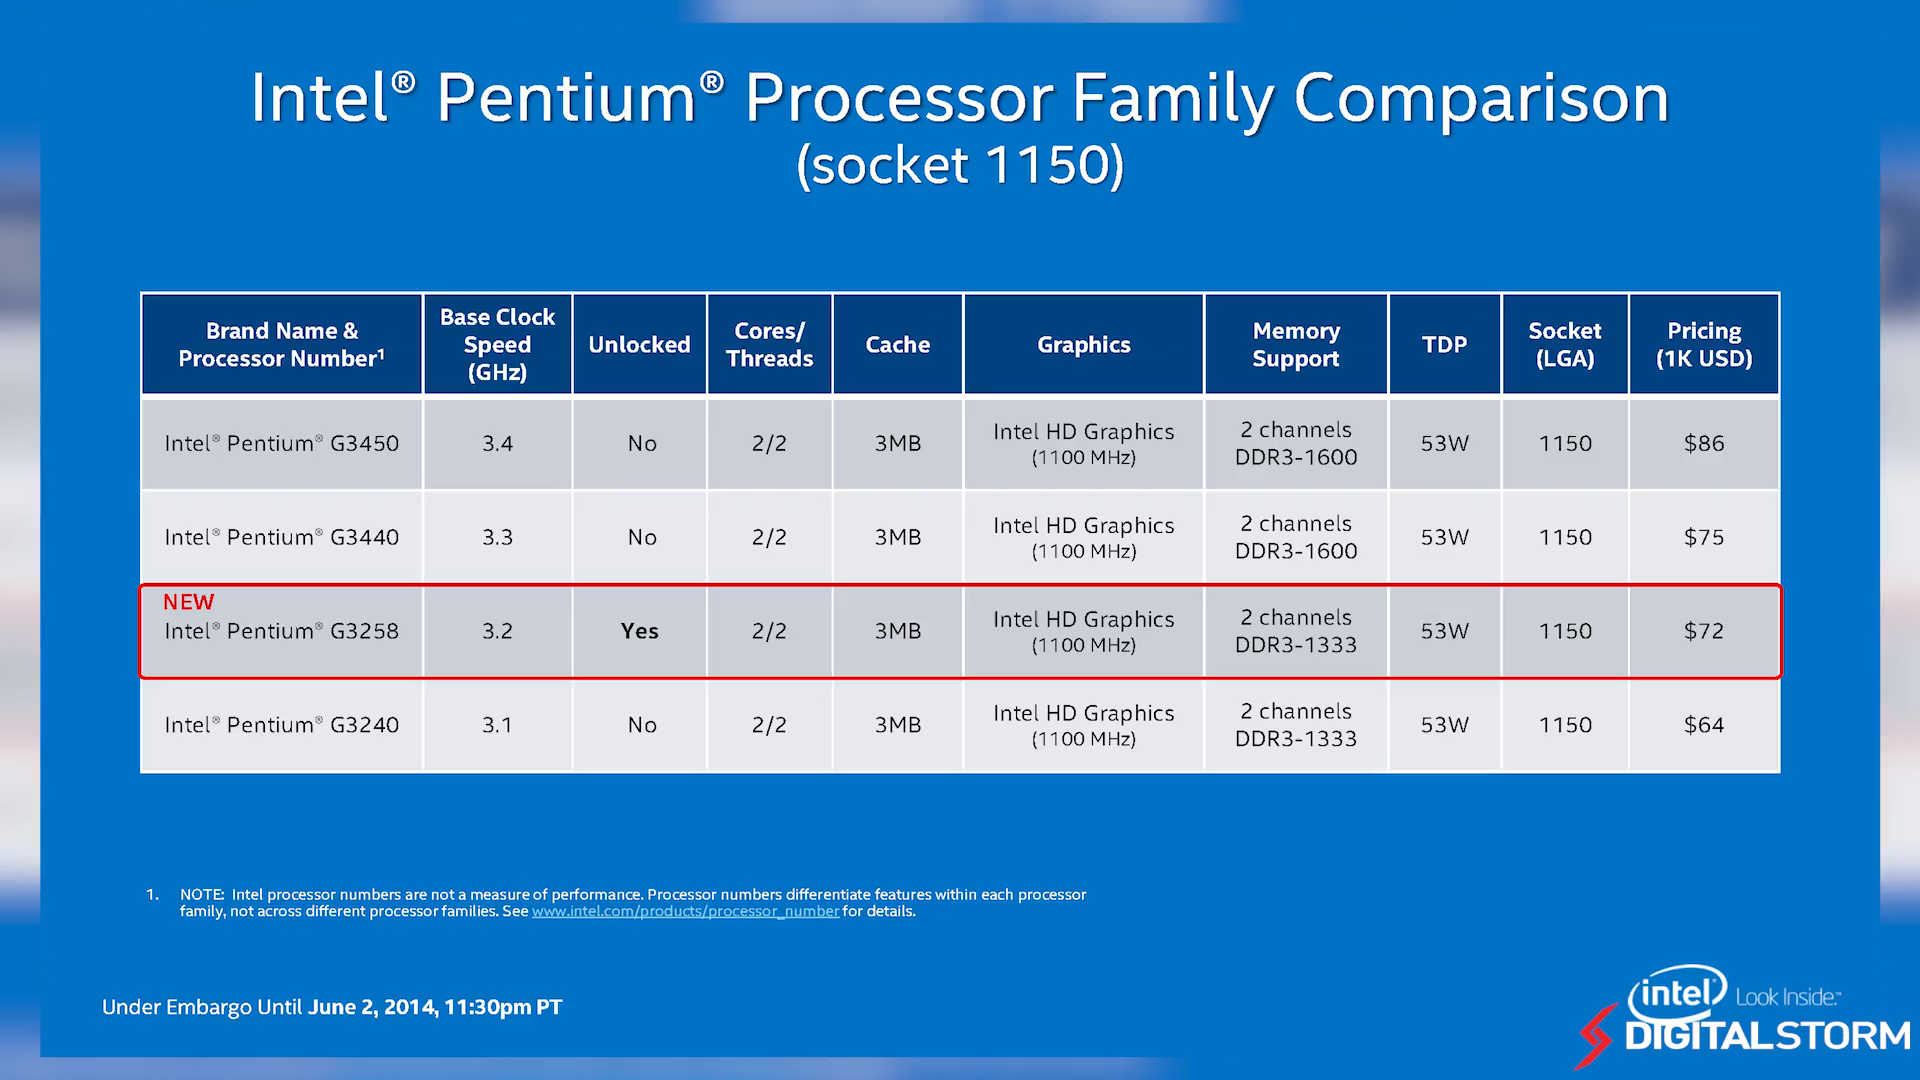 Intel® Pentium® Processor Family Comparison
(socket 1150)
Brand Name & Processor Number¹ Base Clock Speed (GHz) Unlocked Cores/ Threads Cache Graphics Memory Support TDP Socket (LGA) Pricing (1K USD)
Intel® Pentium® G3450 3.4 No 2/2 3MB Intel HD Graphics (1100 MHz) 2 channels DDR3-1600 53W 1150 $86
Intel® Pentium® G3440 3.3 No 2/2 3MB Intel HD Graphics (1100 MHz) 2 channels DDR3-1600 53W 1150 $75
NEW
Intel® Pentium® G3258 3.2 Yes 2/2 3MB Intel HD Graphics (1100 MHz) 2 channels DDR3-1333 53W 1150 $72
Intel® Pentium® G3240 3.1 No 2/2 3MB Intel HD Graphics (1100 MHz) 2 channels DDR3-1333 53W 1150 $64
1. NOTE: Intel processor numbers are not a measure of performance. Processor numbers differentiate features within each processor
family, not across different processor families. See www.intel.com/products/processor_number for details.
Under Embargo Until June 2, 2014, 11:30pm PT
intel Look Inside.™
DIGITALSTORM